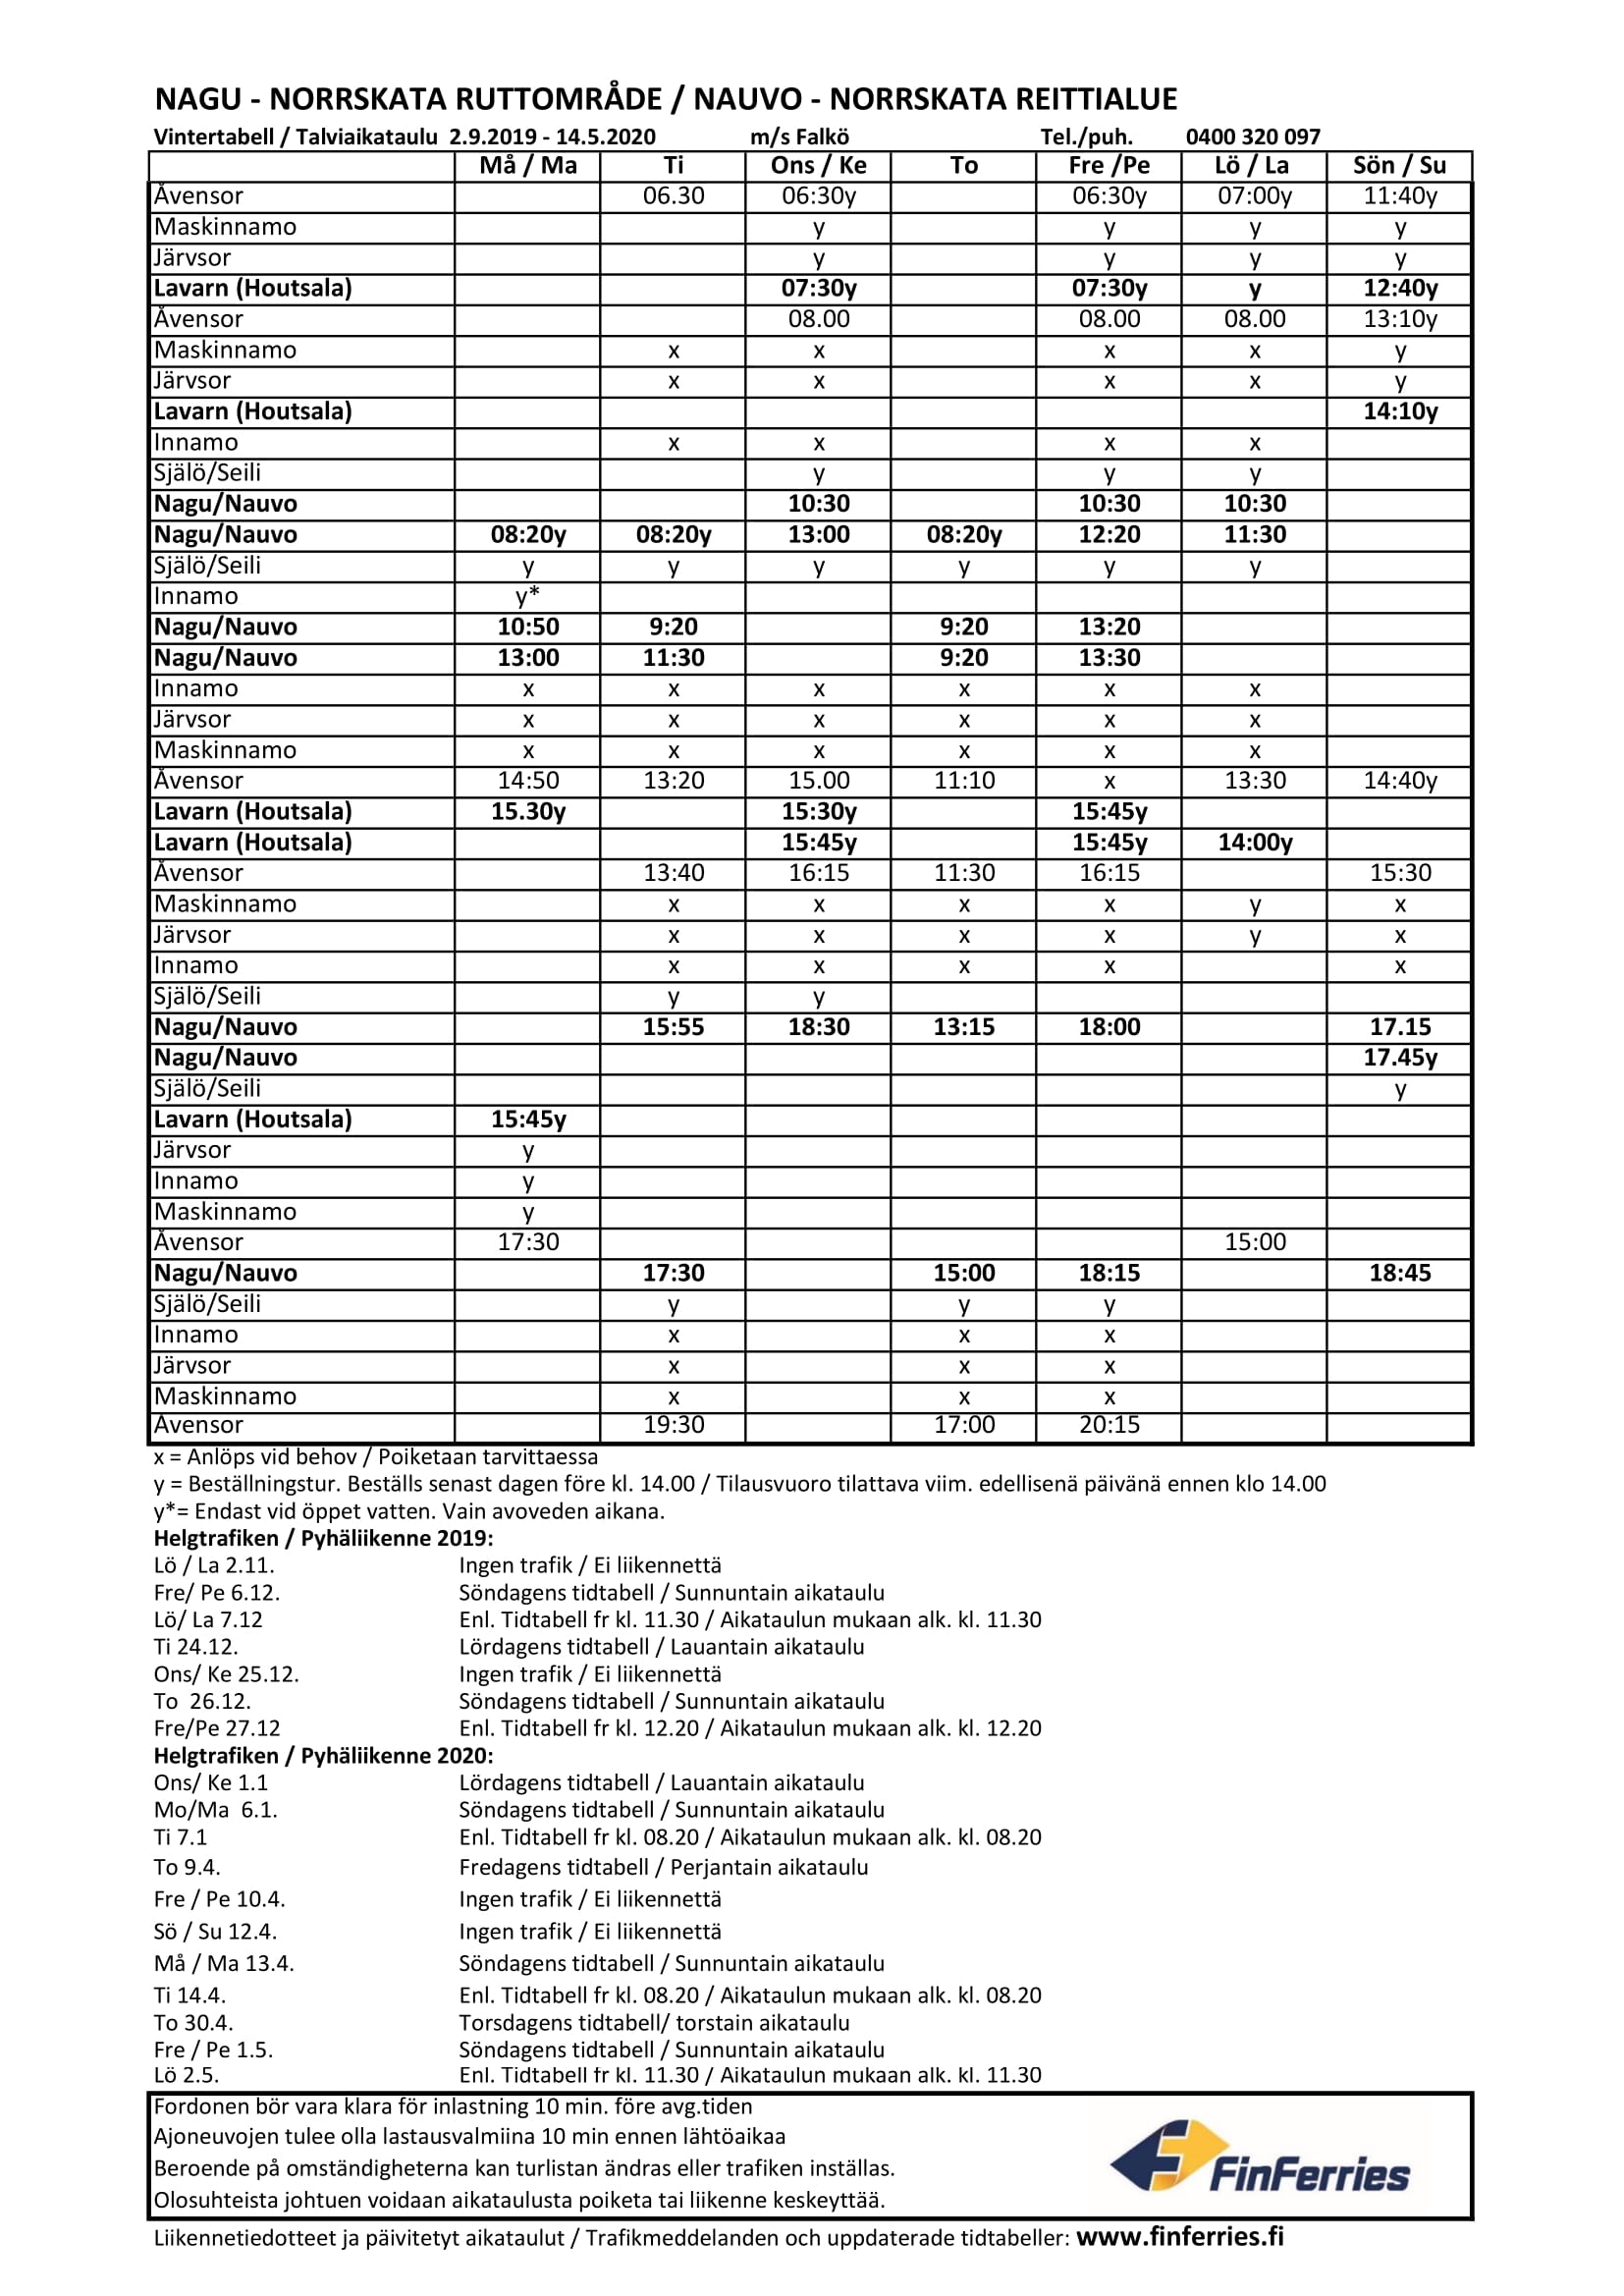 NAGU - NORRSKATA RUTTOMRÅDE / NAUVO - NORRSKATA REITTIALUE
Vintertabell / Talviaikataulu 2.9.2019 - 14.5.2020 m/s Falkö Tel./puh. 0400 320 097
Må / Ma Ti Ons / Ke To Fre /Pe Lö / La Sön / Su
Åvensor 06.30 06:30y 06:30y 07:00y 11:40y
Maskinnamo y y y y
Järvsor y y y y
Lavarn (Houtsala) 07:30y 07:30y y 12:40y
Åvensor 08.00 08.00 08.00 13:10y
Maskinnamo x x x x y
Järvsor x x x x y
Lavarn (Houtsala) 14:10y
Innamo x x x x
Själö/Seili y y y
Nagu/Nauvo 10:30 10:30 10:30
Nagu/Nauvo 08:20y 08:20y 13:00 08:20y 12:20 11:30
Själö/Seili y y y y y y
Innamo y*
Nagu/Nauvo 10:50 9:20 9:20 13:20
Nagu/Nauvo 13:00 11:30 9:20 13:30
Innamo x x x x x x
Järvsor x x x x x x
Maskinnamo x x x x x x
Åvensor 14:50 13:20 15.00 11:10 x 13:30 14:40y
Lavarn (Houtsala) 15.30y 15:30y 15:45y
Lavarn (Houtsala) 15:45y 15:45y 14:00y
Åvensor 13:40 16:15 11:30 16:15 15:30
Maskinnamo x x x x y x
Järvsor x x x x y x
Innamo x x x x x
Själö/Seili y y
Nagu/Nauvo 15:55 18:30 13:15 18:00 17.15
Nagu/Nauvo 17.45y
Själö/Seili y
Lavarn (Houtsala) 15:45y
Järvsor y
Innamo y
Maskinnamo y
Åvensor 17:30 15:00
Nagu/Nauvo 17:30 15:00 18:15 18:45
Själö/Seili y y y
Innamo x x x
Järvsor x x x
Maskinnamo x x x
Åvensor 19:30 17:00 20:15
x = Anlöps vid behov / Poiketaan tarvittaessa
y = Beställningstur. Beställs senast dagen före kl. 14.00 / Tilausvuoro tilattava viim. edellisenä päivänä ennen klo 14.00
y*= Endast vid öppet vatten. Vain avoveden aikana.
Helgtrafiken / Pyhäliikenne 2019:
Lö / La 2.11. Ingen trafik / Ei liikennettä
Fre/ Pe 6.12. Söndagens tidtabell / Sunnuntain aikataulu
Lö/ La 7.12 Enl. Tidtabell fr kl. 11.30 / Aikataulun mukaan alk. kl. 11.30
Ti 24.12. Lördagens tidtabell / Lauantain aikataulu
Ons/ Ke 25.12. Ingen trafik / Ei liikennettä
To 26.12. Söndagens tidtabell / Sunnuntain aikataulu
Fre/Pe 27.12 Enl. Tidtabell fr kl. 12.20 / Aikataulun mukaan alk. kl. 12.20
Helgtrafiken / Pyhäliikenne 2020:
Ons/ Ke 1.1 Lördagens tidtabell / Lauantain aikataulu
Mo/Ma 6.1. Söndagens tidtabell / Sunnuntain aikataulu
Ti 7.1 Enl. Tidtabell fr kl. 08.20 / Aikataulun mukaan alk. kl. 08.20
To 9.4. Fredagens tidtabell / Perjantain aikataulu
Fre / Pe 10.4. Ingen trafik / Ei liikennettä
Sö / Su 12.4. Ingen trafik / Ei liikennettä
Må / Ma 13.4. Söndagens tidtabell / Sunnuntain aikataulu
Ti 14.4. Enl. Tidtabell fr kl. 08.20 / Aikataulun mukaan alk. kl. 08.20
To 30.4. Torsdagens tidtabell/ torstain aikataulu
Fre / Pe 1.5. Söndagens tidtabell / Sunnuntain aikataulu
Lö 2.5. Enl. Tidtabell fr kl. 11.30 / Aikataulun mukaan alk. kl. 11.30
Fordonen bör vara klara för inlastning 10 min. före avg.tiden
Ajoneuvojen tulee olla lastausvalmiina 10 min ennen lähtöaikaa
Beroende på omständigheterna kan turlistan ändras eller trafiken inställas.
FinFerries
Olosuhteista johtuen voidaan aikataulusta poiketa tai liikenne keskeyttää.
Liikennetiedotteet ja päivitetyt aikataulut / Trafikmeddelanden och uppdaterade tidtabeller: www.finferries.fi